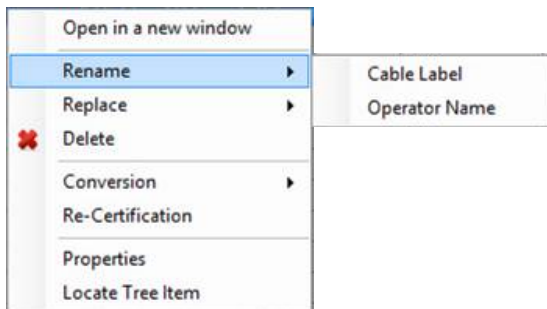 Open in a new window
Rename
Cable Label
Replace
Operator Name
Delete
Conversion
Re-Certification
Properties
Locate Tree Item